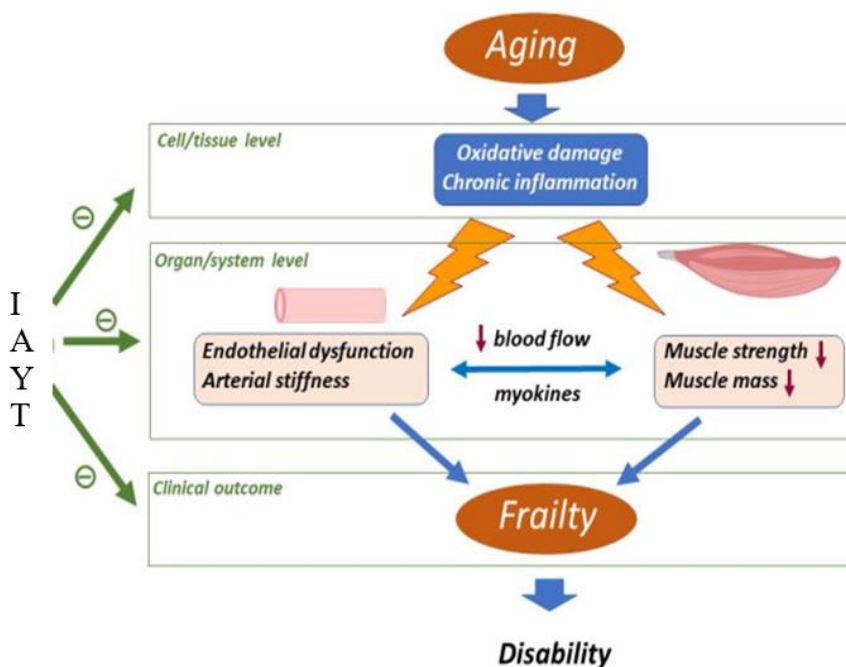 Aging
Cell/tissue level
Oxidative damage
Chronic inflammation
⊖
Organ/system level
I
A
Y
T
⊖
Endothelial dysfunction
Arterial stiffness
↓ blood flow
myokines
Muscle strength ↓
Muscle mass ↓
⊖
Clinical outcome
Frailty
Disability